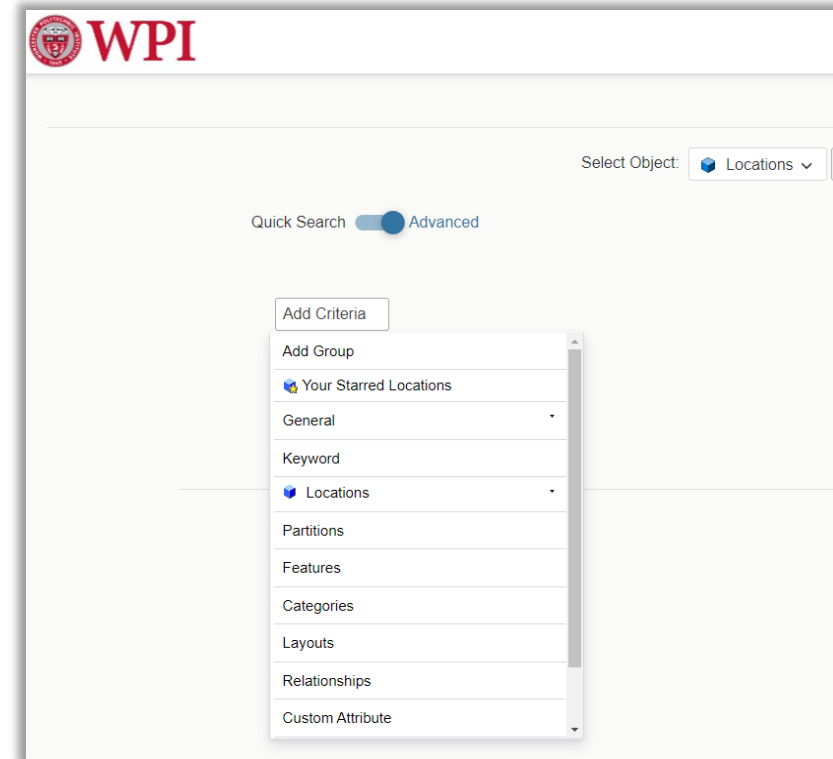 WPI
Select Object: Locations
Quick Search Advanced
Add Criteria
Add Group
Your Starred Locations
General
Keyword
Locations
Partitions
Features
Categories
Layouts
Relationships
Custom Attribute